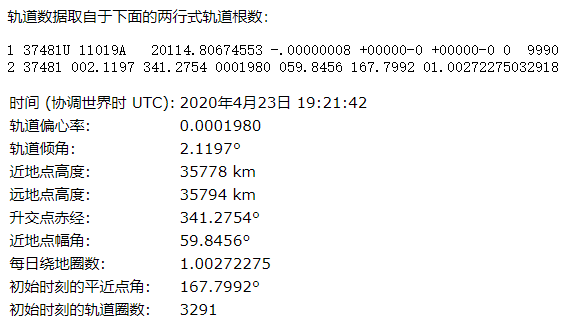 轨道数据取自于下面的两行式轨道根数:
1 37481U 11019A   20114.80674553 -.00000008 +00000-0 +00000-0 0  9990
2 37481 002.1197 341.2754 0001980 059.8456 167.7992 01.00272275032918
时间 (协调世界时 UTC): 2020年4月23日 19:21:42
轨道偏心率: 0.0001980
轨道倾角: 2.1197°
近地点高度: 35778 km
远地点高度: 35794 km
升交点赤经: 341.2754°
近地点幅角: 59.8456°
每日绕地圈数: 1.00272275
初始时刻的平近点角: 167.7992°
初始时刻的轨道圈数: 3291